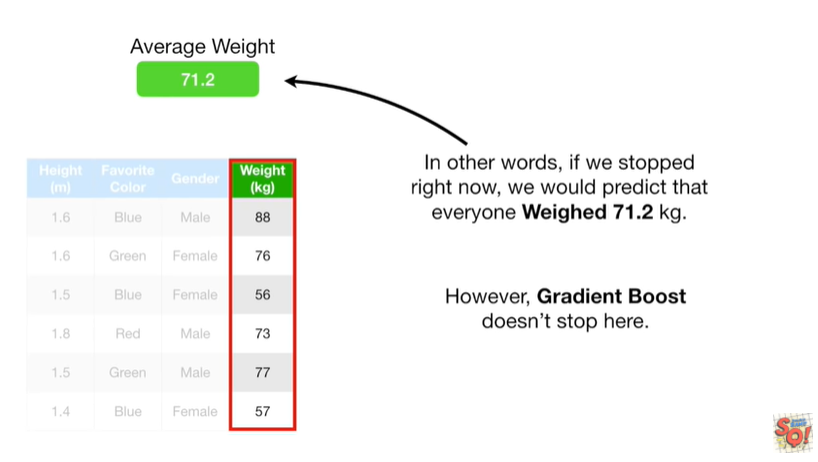 Average Weight
71.2
In other words, if we stopped
right now, we would predict that
everyone Weighed 71.2 kg.
However, Gradient Boost
doesn't stop here.
Height (m) Favorite Color Gender Weight (kg)
1.6 Blue Male 88
1.6 Green Female 76
1.5 Blue Female 56
1.8 Red Male 73
1.5 Green Male 77
1.4 Blue Female 57
SQ!